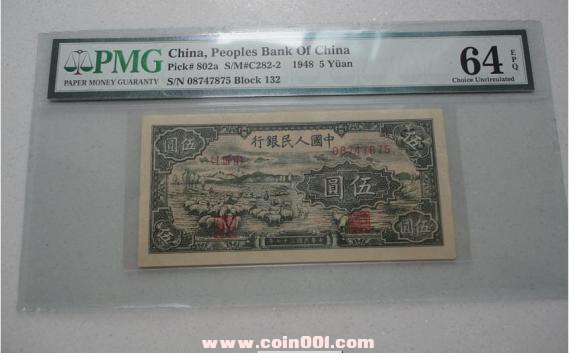 PMG
PAPER MONEY GUARANTY
China, Peoples Bank Of China
Pick# 802a S/M#C282-2 1948 5 Yüan
S/N 08747875 Block 132
64 EPQ
Choice Uncirculated
行銀民人國中
08747875
圓伍
圓伍
圓伍
www.coin001.com